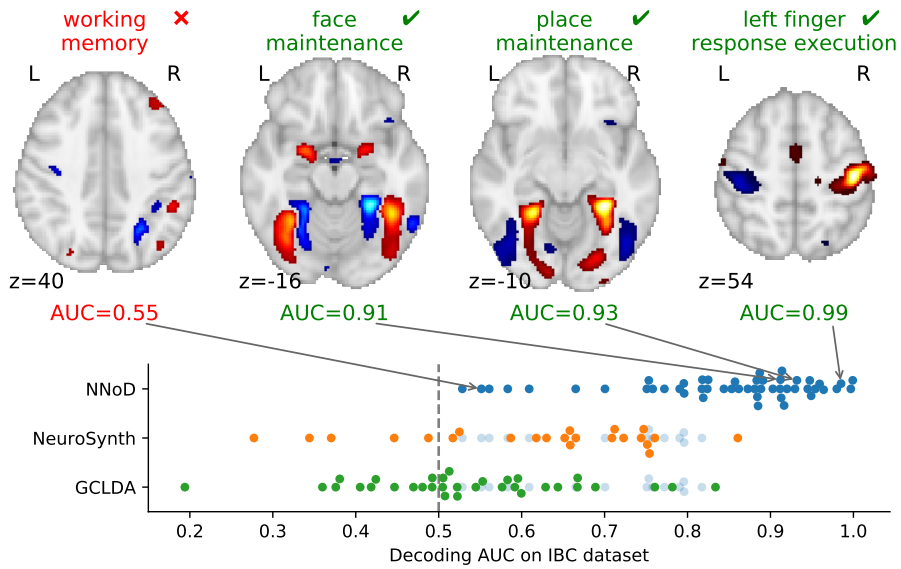 working ✘
memory
face ✔
maintenance
place ✔
maintenance
left finger ✔
response execution
L R
L R
L R
L R
z=40
z=-16
z=-10
z=54
AUC=0.55
AUC=0.91
AUC=0.93
AUC=0.99
NNoD
NeuroSynth
GCLDA
0.2 0.3 0.4 0.5 0.6 0.7 0.8 0.9 1.0
Decoding AUC on IBC dataset